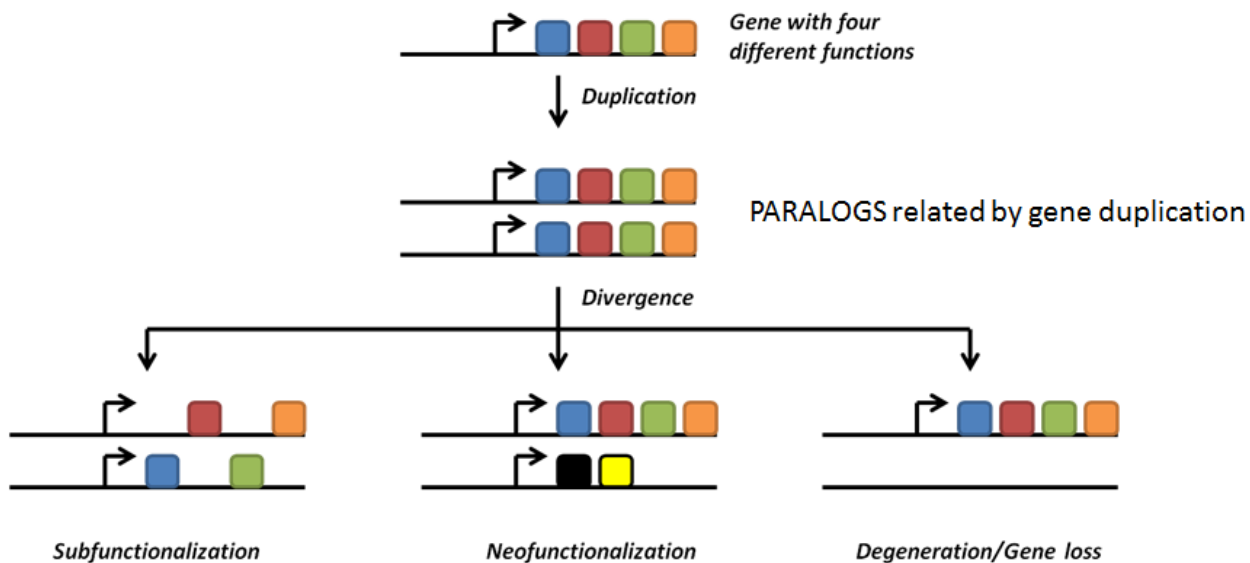 Gene with four
different functions
Duplication
PARALOGS related by gene duplication
Divergence
Subfunctionalization
Neofunctionalization
Degeneration/Gene loss